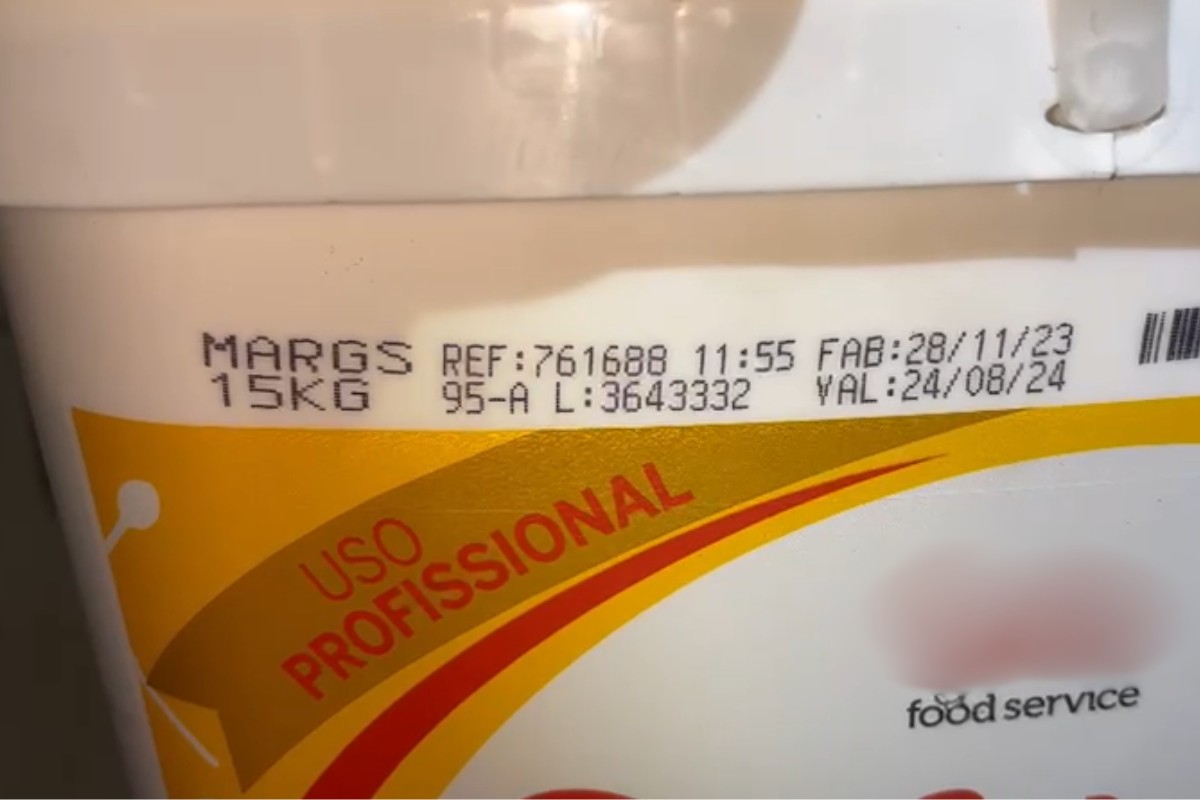 MARGS REF:761688 11:55 FAB:28/11/23
15KG 95-A L:3643332 VAL:24/08/24
USO
PROFISSIONAL
food service